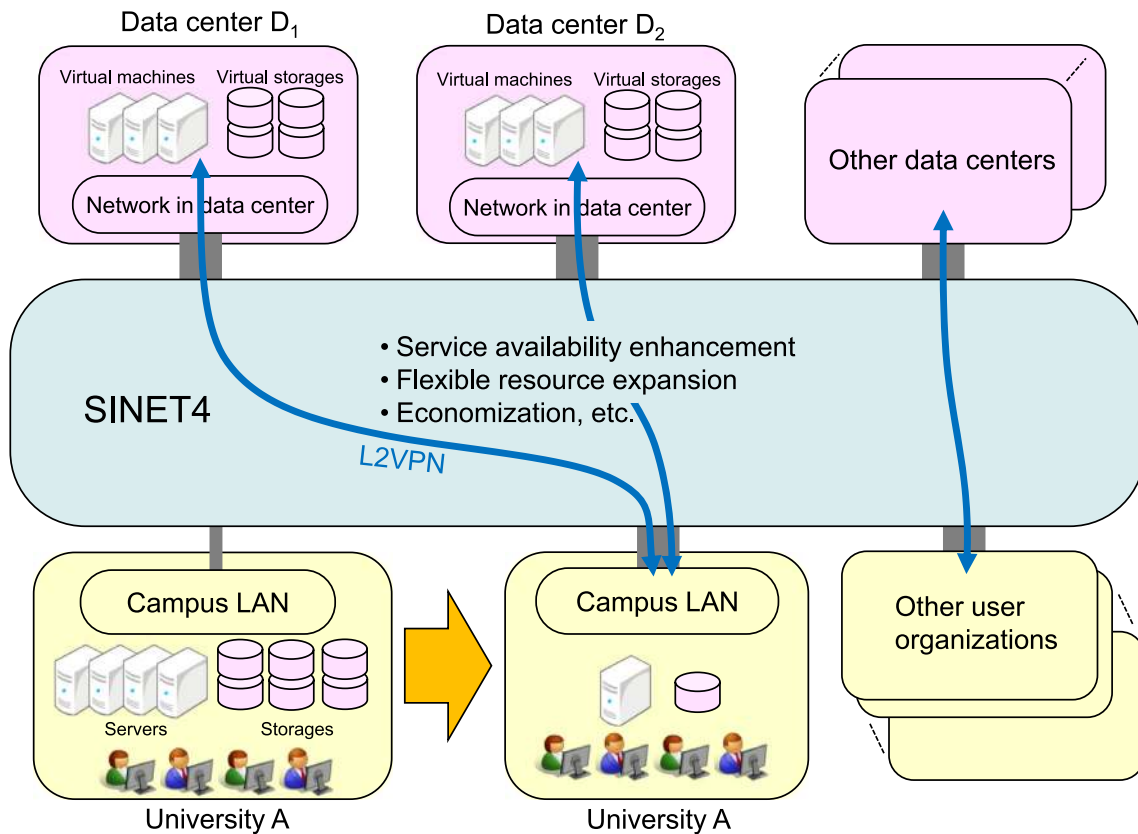 Data center D₁
Data center D₂
Virtual machines
Virtual storages
Network in data center
Virtual machines
Virtual storages
Network in data center
Other data centers
• Service availability enhancement
• Flexible resource expansion
• Economization, etc.
SINET4
L2VPN
Campus LAN
Servers
Storages
University A
Campus LAN
University A
Other user
organizations